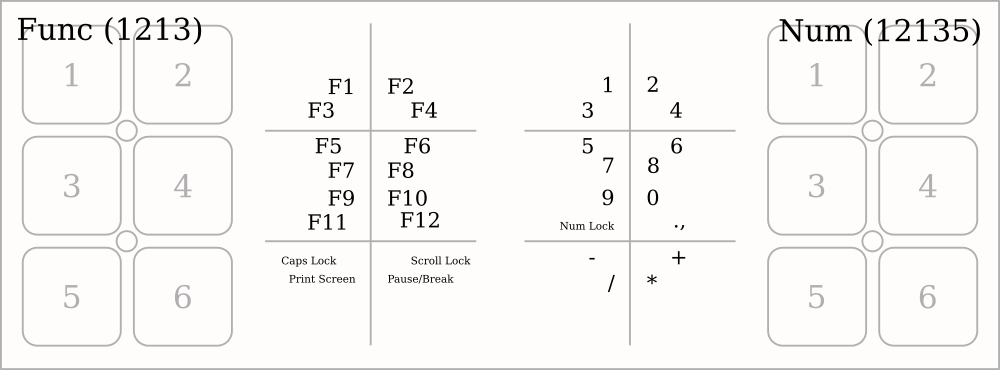 Func (1213)
Num (12135)
1 2
3 4
5 6
F1 F2
F3 F4
F5 F6
F7 F8
F9 F10
F11 F12
Caps Lock Scroll Lock
Print Screen Pause/Break
1 2
3 4
5 6
7 8
9 0
Num Lock .,
- +
/ *
1 2
3 4
5 6